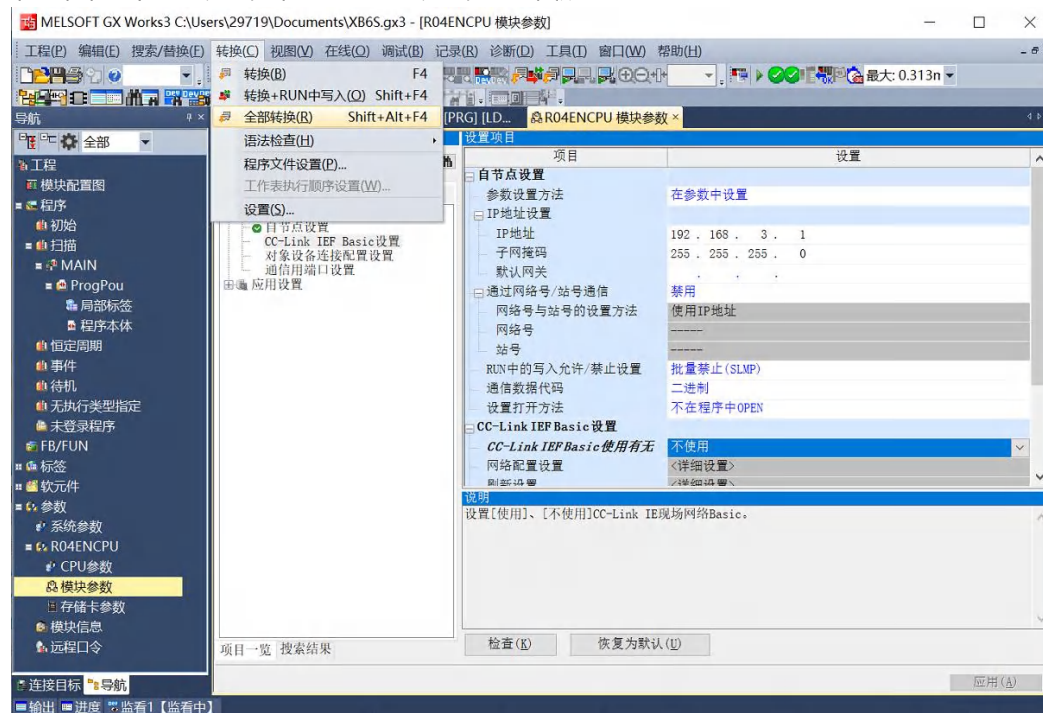 MELSOFT GX Works3 C:\Users\29719\Documents\XB6S.gx3 - [R04ENCPU 模块参数]
工程(P) 编辑(E) 搜索/替换(F) 转换(C) 视图(V) 在线(O) 调试(B) 记录(R) 诊断(D) 工具(T) 窗口(W) 帮助(H)
最大: 0.313n
转换(B) F4
转换+RUN中写入(O) Shift+F4
全部转换(R) Shift+Alt+F4
语法检查(H)
程序文件设置(P)...
工作表执行顺序设置(W)...
设置(S)...
[PRG] [LD... R04ENCPU 模块参数
导航
全部
工程
模块配置图
程序
初始
扫描
MAIN
ProgPou
局部标签
程序本体
恒定周期
事件
待机
无执行类型指定
未登录程序
FB/FUN
标签
软元件
参数
系统参数
R04ENCPU
CPU参数
模块参数
存储卡参数
模块信息
远程口令
连接目标 导航
自节点设置
CC-Link IEF Basic设置
对象设备连接配置设置
通信用端口设置
应用设置
项目一览 搜索结果
设置项目
项目 设置
自节点设置
参数设置方法 在参数中设置
IP地址设置
IP地址 192 . 168 . 3 . 1
子网掩码 255 . 255 . 255 . 0
默认网关 . . .
通过网络号/站号通信 禁用
网络号与站号的设置方法 使用IP地址
网络号 -----
站号 -----
RUN中的写入允许/禁止设置 批量禁止(SLMP)
通信数据代码 二进制
设置打开方法 不在程序中OPEN
CC-Link IEF Basic设置
CC-Link IEF Basic使用有无 不使用
网络配置设置 <详细设置>
刷新设置 <详细设置>
说明
设置[使用]、[不使用]CC-Link IE现场网络Basic。
检查(K) 恢复为默认(U)
应用(A)
输出 进度 监看1【监看中】